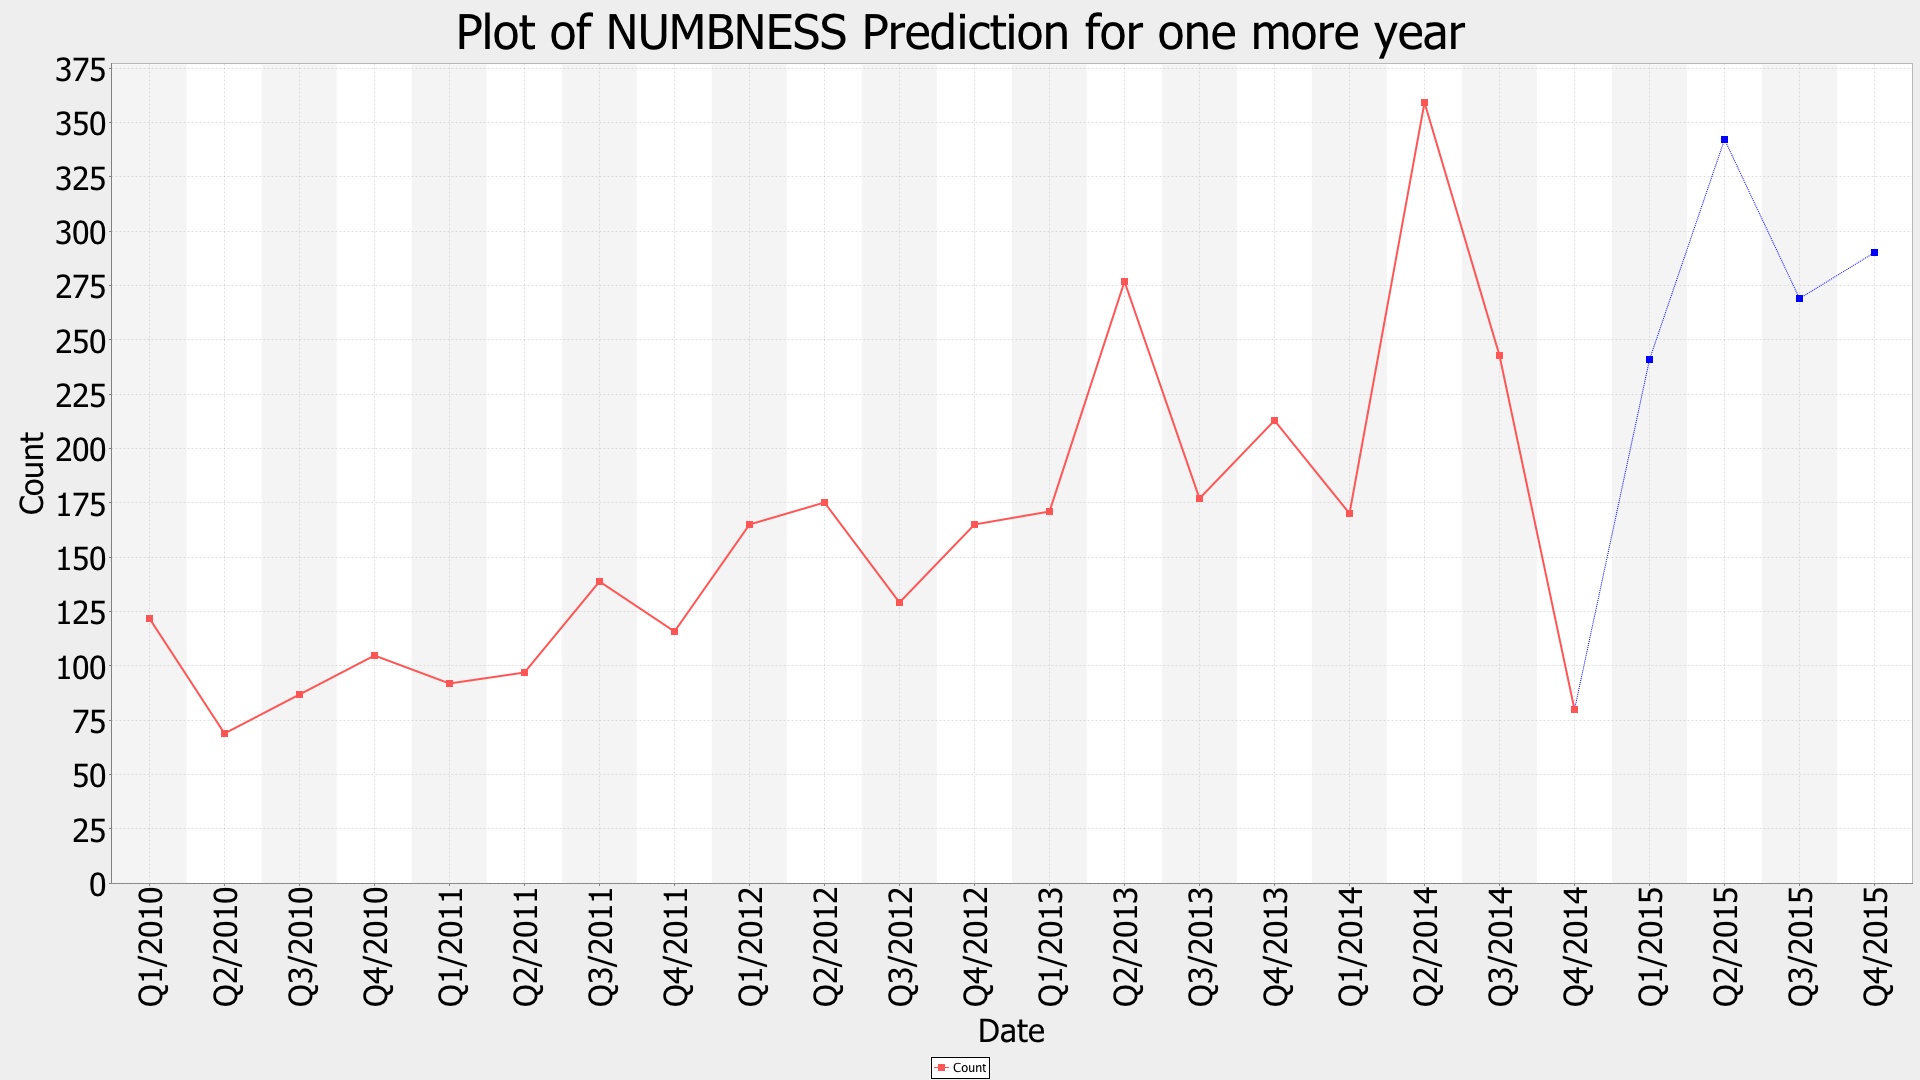 Plot of NUMBNESS Prediction for one more year
375
350
325
300
275
250
225
200
175
150
125
100
75
50
25
0
Count
Q1/2010
Q2/2010
Q3/2010
Q4/2010
Q1/2011
Q2/2011
Q3/2011
Q4/2011
Q1/2012
Q2/2012
Q3/2012
Q4/2012
Q1/2013
Q2/2013
Q3/2013
Q4/2013
Q1/2014
Q2/2014
Q3/2014
Q4/2014
Q1/2015
Q2/2015
Q3/2015
Q4/2015
Date
Count